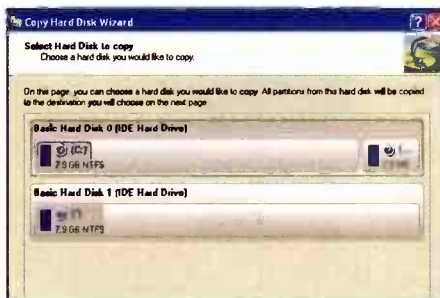 Copy Hard Disk Wizard
Select Hard Disk to copy
Choose a hard disk you would like to copy.
On this page, you can choose a hard disk you would like to copy. All partitions from this hard disk will be copied
to the destination you will choose on the next page
Basic Hard Disk 0 (IDE Hard Drive)
(C:)
7.9 GB NTFS
Basic Hard Disk 1 (IDE Hard Drive)
7.9 GB NTFS